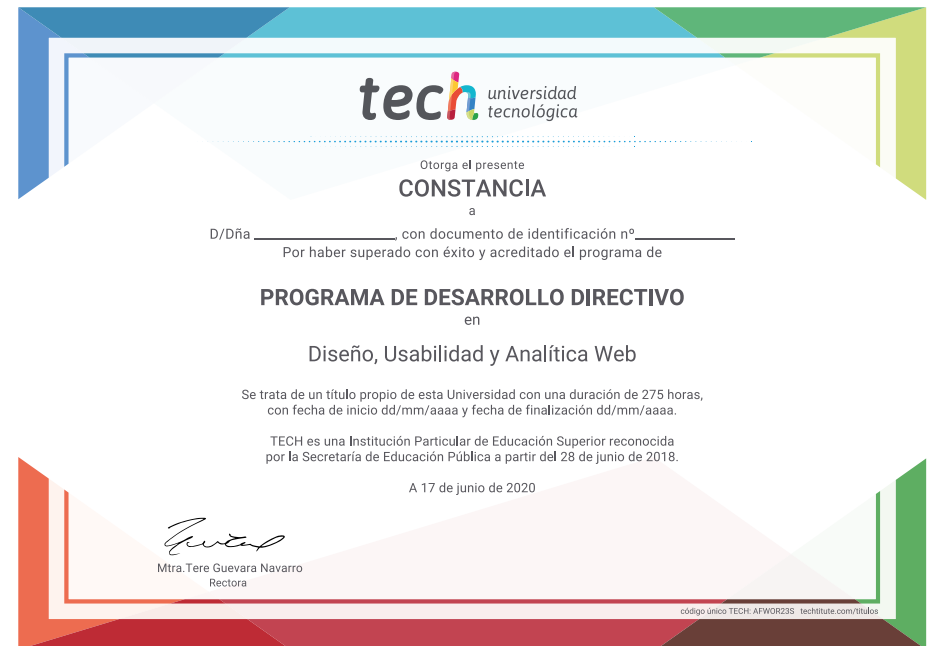 tech universidad
tecnológica
Otorga el presente
CONSTANCIA
a
D/Dña ____________________, con documento de identificación nº______________
Por haber superado con éxito y acreditado el programa de
PROGRAMA DE DESARROLLO DIRECTIVO
en
Diseño, Usabilidad y Analítica Web
Se trata de un título propio de esta Universidad con una duración de 275 horas,
con fecha de inicio dd/mm/aaaa y fecha de finalización dd/mm/aaaa.
TECH es una Institución Particular de Educación Superior reconocida
por la Secretaría de Educación Pública a partir del 28 de junio de 2018.
A 17 de junio de 2020
Mtra.Tere Guevara Navarro
Rectora
código único TECH: AFWOR23S techtitute.com/titulos